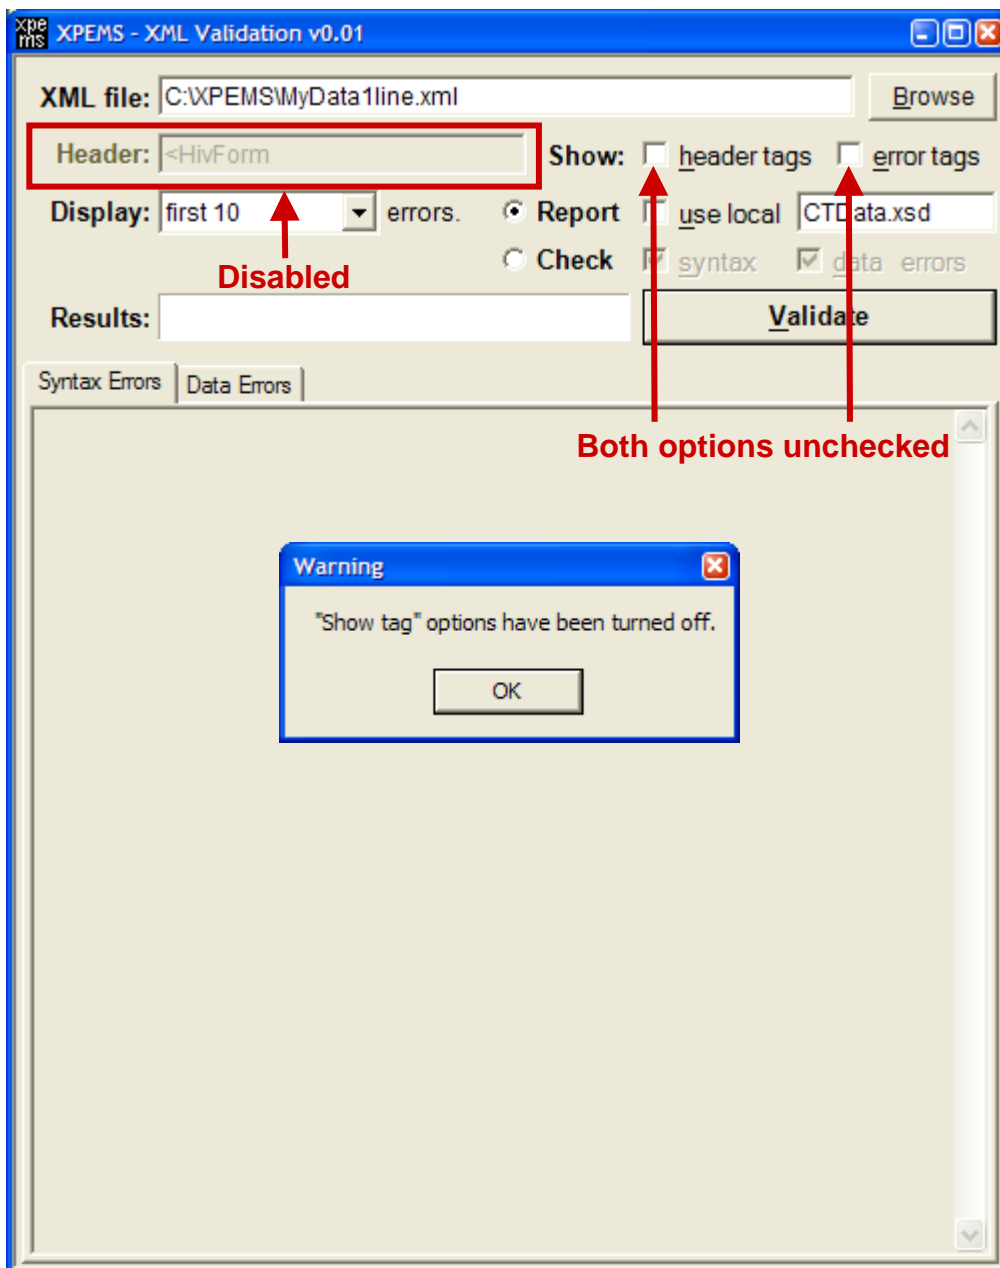 xpe
ms
XPEMS - XML Validation v0.01
XML file: C:\XPEMS\MyData1line.xml Browse
Header: <HivForm Show: header tags error tags
Display: first 10 errors. Report use local CTData.xsd
Disabled Check syntax data errors
Results: Validate
Syntax Errors Data Errors
Both options unchecked
Warning
"Show tag" options have been turned off.
OK